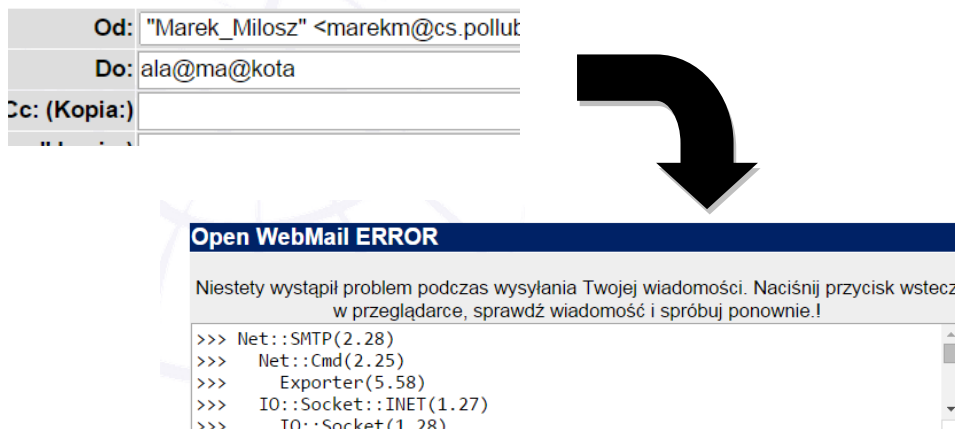 Od: "Marek_Milosz" <marekm@cs.pollub
Do: ala@ma@kota
Cc: (Kopia:)
Open WebMail ERROR
Niestety wystąpił problem podczas wysyłania Twojej wiadomości. Naciśnij przycisk wstecz
w przeglądarce, sprawdź wiadomość i spróbuj ponownie.!
>>> Net::SMTP(2.28)
>>> Net::Cmd(2.25)
>>> Exporter(5.58)
>>> IO::Socket::INET(1.27)
>>> IO::Socket(1.28)